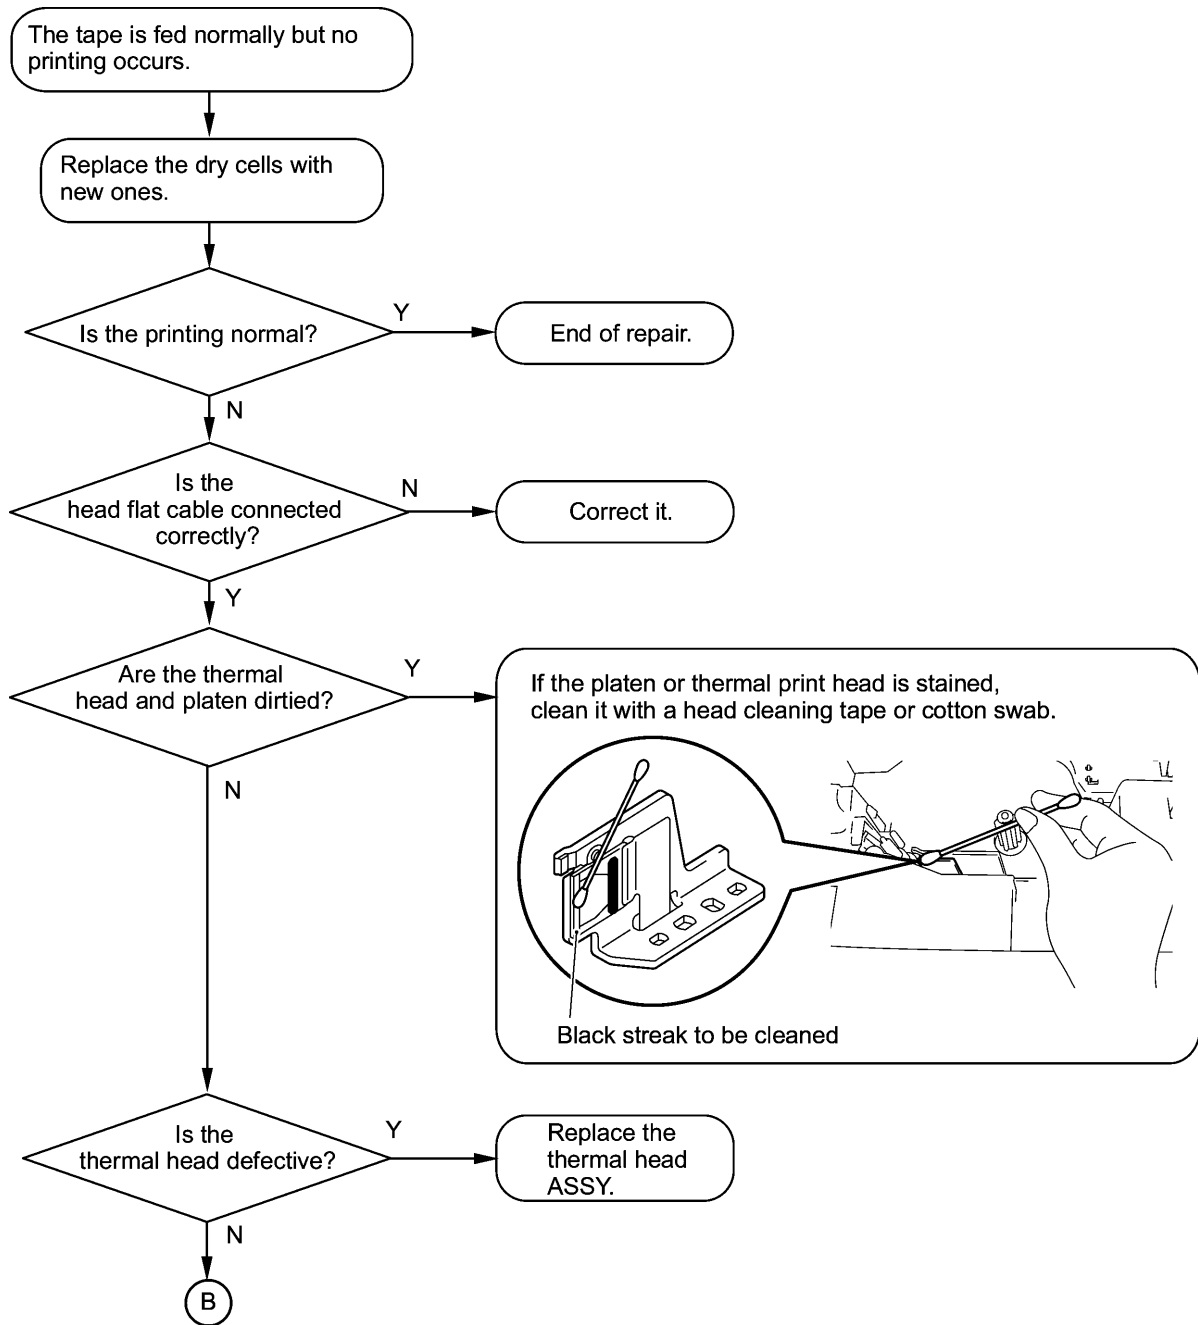 The tape is fed normally but no
printing occurs.
Replace the dry cells with
new ones.
Is the printing normal?
Y
End of repair.
N
Is the
head flat cable connected
correctly?
N
Correct it.
Y
Are the thermal
head and platen dirtied?
Y
If the platen or thermal print head is stained,
clean it with a head cleaning tape or cotton swab.
Black streak to be cleaned
N
Is the
thermal head defective?
Y
Replace the
thermal head
ASSY.
N
B